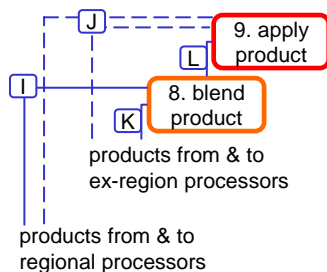 J
9. apply
product
L
I
8. blend
product
K
products from & to
ex-region processors
products from & to
regional processors